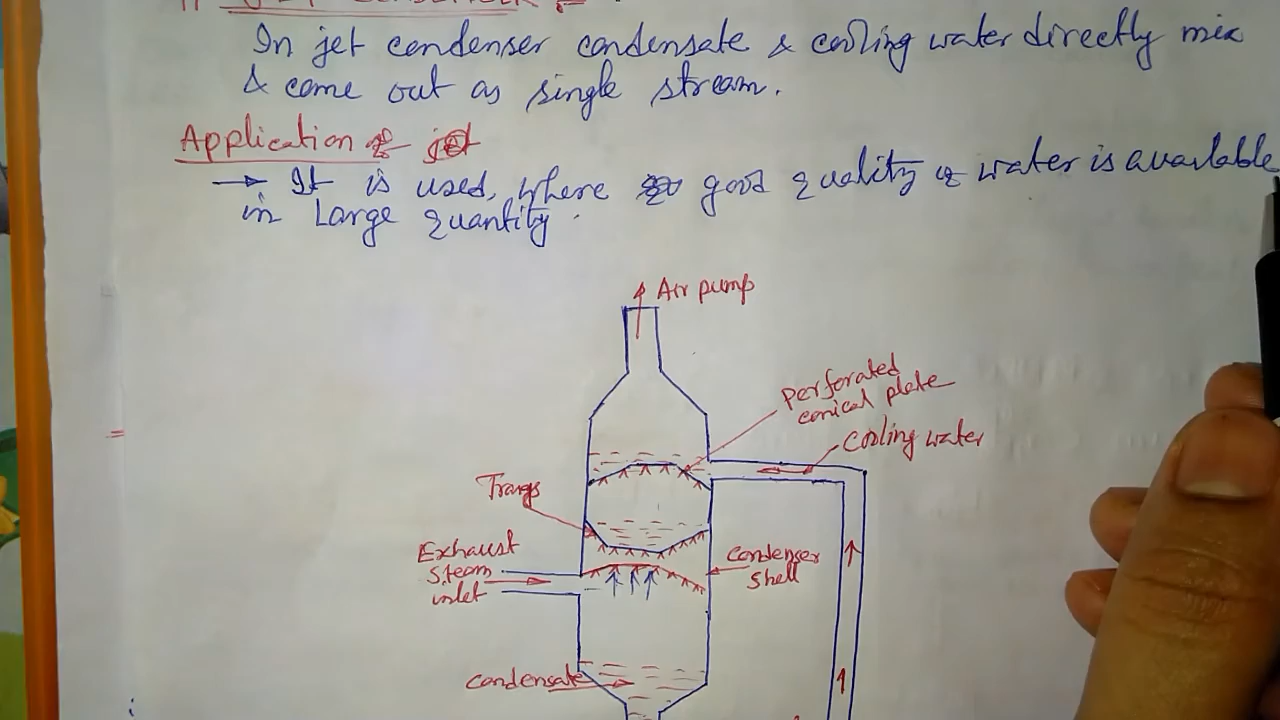 In jet condenser condensate & cooling water directly mix
& come out as single stream.
Application of jet
→ It is used, where good quality of water is available
in Large quantity.
Air pump
perforated
conical plate
cooling water
Trays
Exhaust
steam
inlet
condenser
shell
condensate